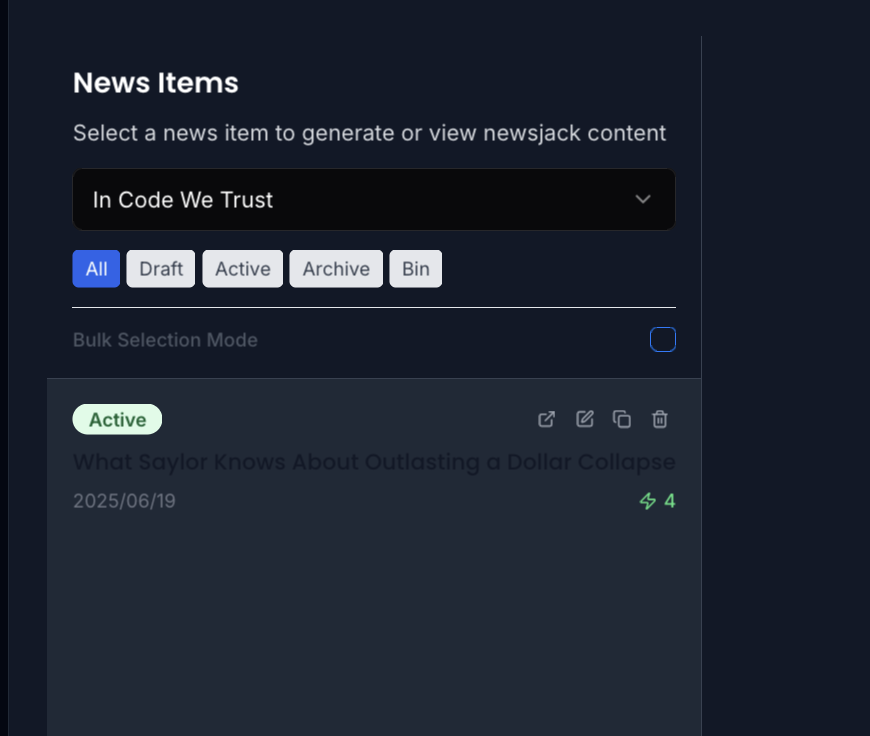 News Items
Select a news item to generate or view newsjack content
In Code We Trust
All Draft Active Archive Bin
Bulk Selection Mode
Active
What Saylor Knows About Outlasting a Dollar Collapse
2025/06/19 4